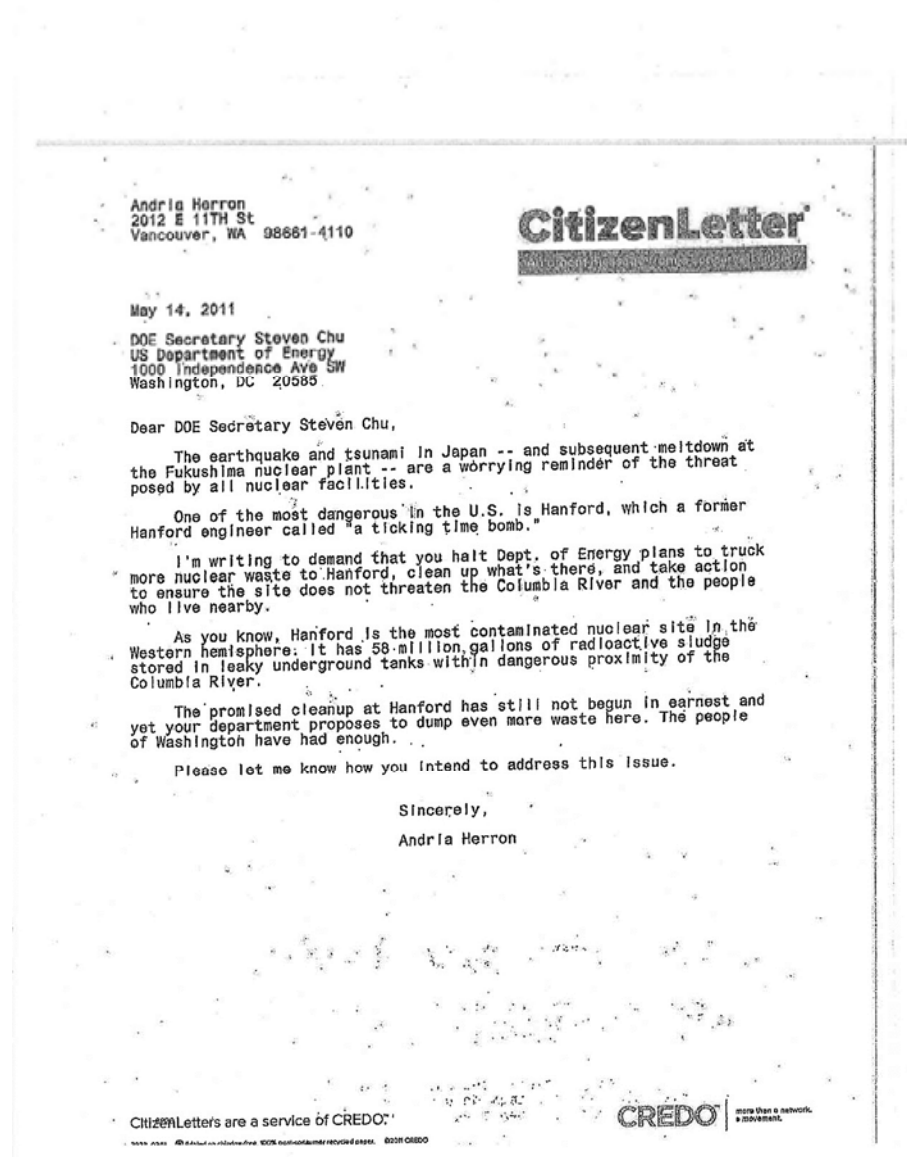 Andria Herron
2012 E 11TH St
Vancouver, WA 98661-4110
CitizenLetter
May 14, 2011
DOE Secretary Steven Chu
US Department of Energy
1000 Independence Ave SW
Washington, DC 20585
Dear DOE Secretary Steven Chu,
The earthquake and tsunami in Japan -- and subsequent meltdown at
the Fukushima nuclear plant -- are a worrying reminder of the threat
posed by all nuclear facilities.
One of the most dangerous in the U.S. is Hanford, which a former
Hanford engineer called "a ticking time bomb."
I'm writing to demand that you halt Dept. of Energy plans to truck
more nuclear waste to Hanford, clean up what's there, and take action
to ensure the site does not threaten the Columbia River and the people
who live nearby.
As you know, Hanford is the most contaminated nuclear site in the
Western hemisphere: It has 58 million gallons of radioactive sludge
stored in leaky underground tanks within dangerous proximity of the
Columbia River.
The promised cleanup at Hanford has still not begun in earnest and
yet your department proposes to dump even more waste here. The people
of Washington have had enough.
Please let me know how you intend to address this issue.
Sincerely,
Andria Herron
CitizenLetters are a service of CREDO.
CREDO
more than a network.
a movement.
100% post-consumer recycled paper. ©2011 CREDO